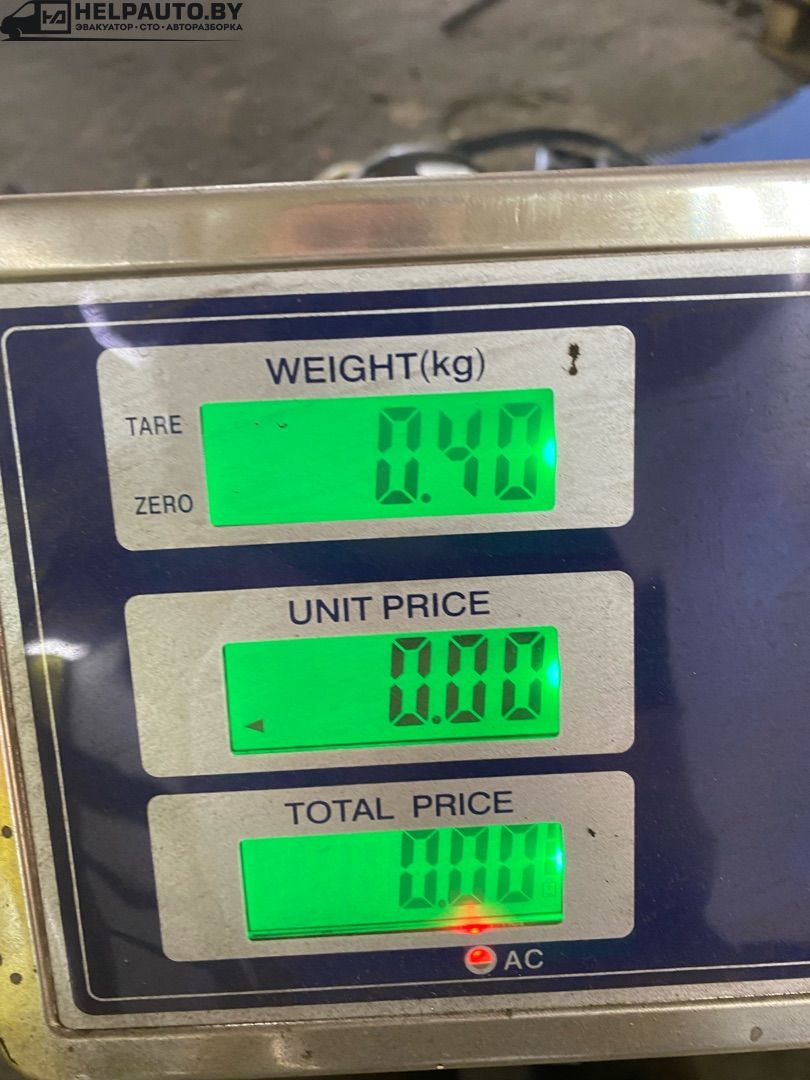 HELPAUTO.BY
ЭВАКУАТОР • СТО • АВТОРАЗБОРКА
WEIGHT(kg)
TARE
0.40
ZERO
UNIT PRICE
0.00
TOTAL PRICE
0.00
AC